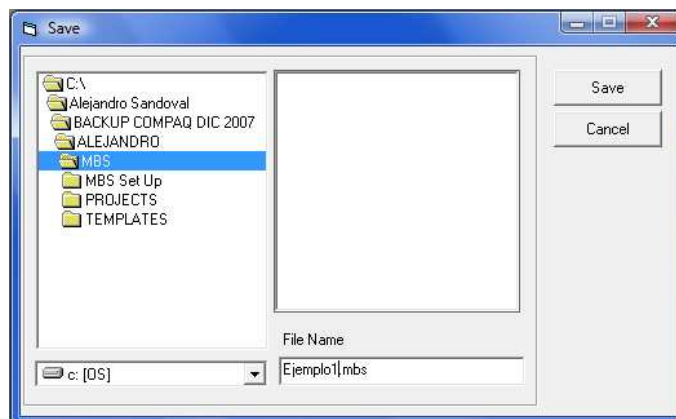 Save
C:\
Alejandro Sandoval
BACKUP COMPAQ DIC 2007
ALEJANDRO
MBS
MBS Set Up
PROJECTS
TEMPLATES
Save
Cancel
File Name
c: [OS]
Ejemplo1.mbs